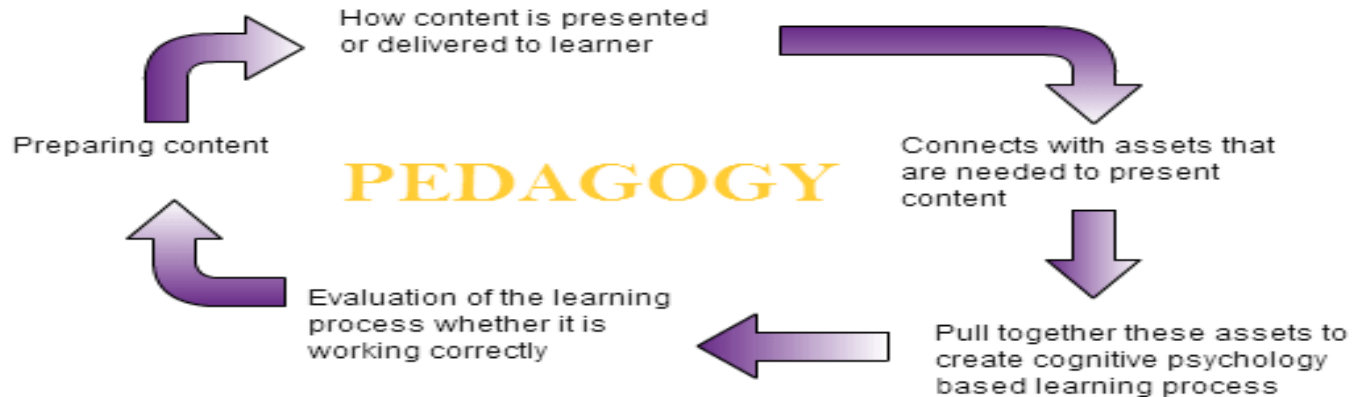 How content is presented
or delivered to learner
Preparing content
PEDAGOGY
Connects with assets that
are needed to present
content
Evaluation of the learning
process whether it is
working correctly
Pull together these assets to
create cognitive psychology
based learning process